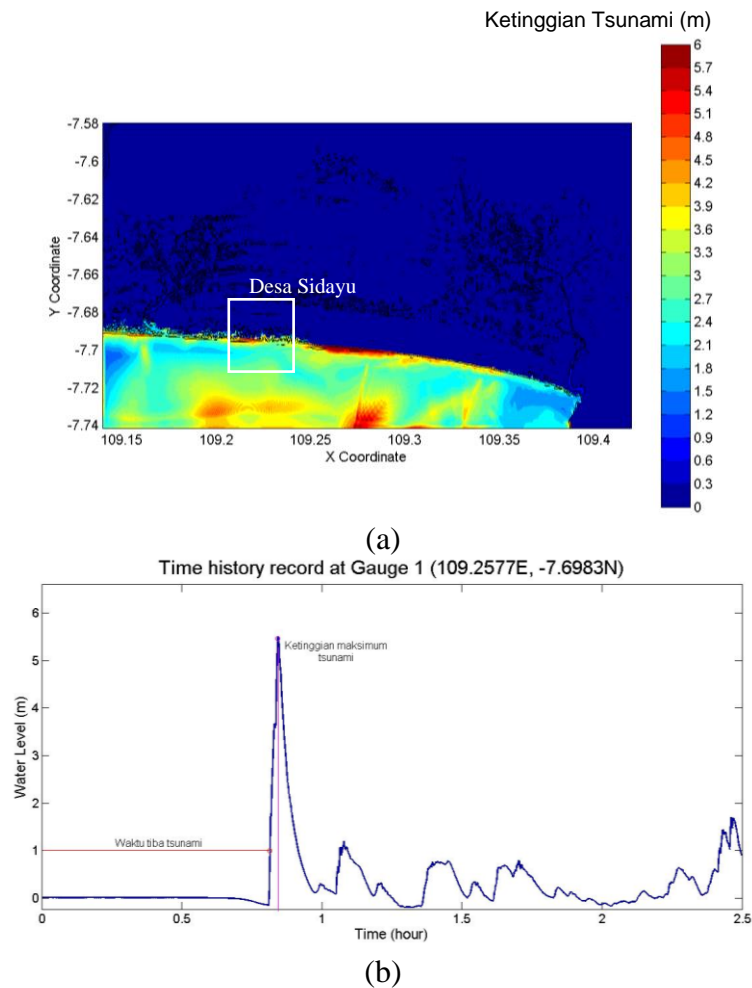 Ketinggian Tsunami (m)
6
5.7
5.4
5.1
4.8
4.5
4.2
3.9
3.6
3.3
3
2.7
2.4
2.1
1.8
1.5
1.2
0.9
0.6
0.3
0
-7.58
-7.6
-7.62
-7.64
-7.66
-7.68
-7.7
-7.72
-7.74
Y Coordinate
Desa Sidayu
109.15 109.2 109.25 109.3 109.35 109.4
X Coordinate
(a)
Time history record at Gauge 1 (109.2577E, -7.6983N)
6
5
4
3
2
1
0
Water Level (m)
Ketinggian maksimum
tsunami
Waktu tiba tsunami
0 0.5 1 1.5 2 2.5
Time (hour)
(b)